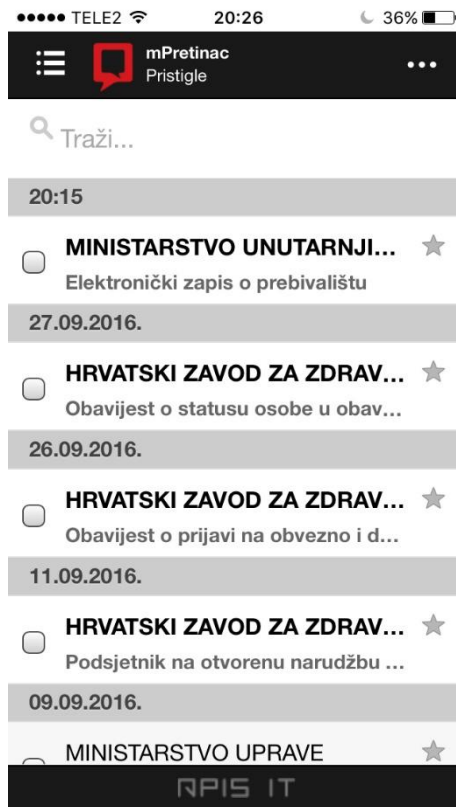 TELE2 20:26 36%
mPretinac
Pristigle
Traži...
20:15
MINISTARSTVO UNUTARNJI...
Elektronički zapis o prebivalištu
27.09.2016.
HRVATSKI ZAVOD ZA ZDRAV...
Obavijest o statusu osobe u obav...
26.09.2016.
HRVATSKI ZAVOD ZA ZDRAV...
Obavijest o prijavi na obvezno i d...
11.09.2016.
HRVATSKI ZAVOD ZA ZDRAV...
Podsjetnik na otvorenu narudžbu ...
09.09.2016.
MINISTARSTVO UPRAVE
APIS IT